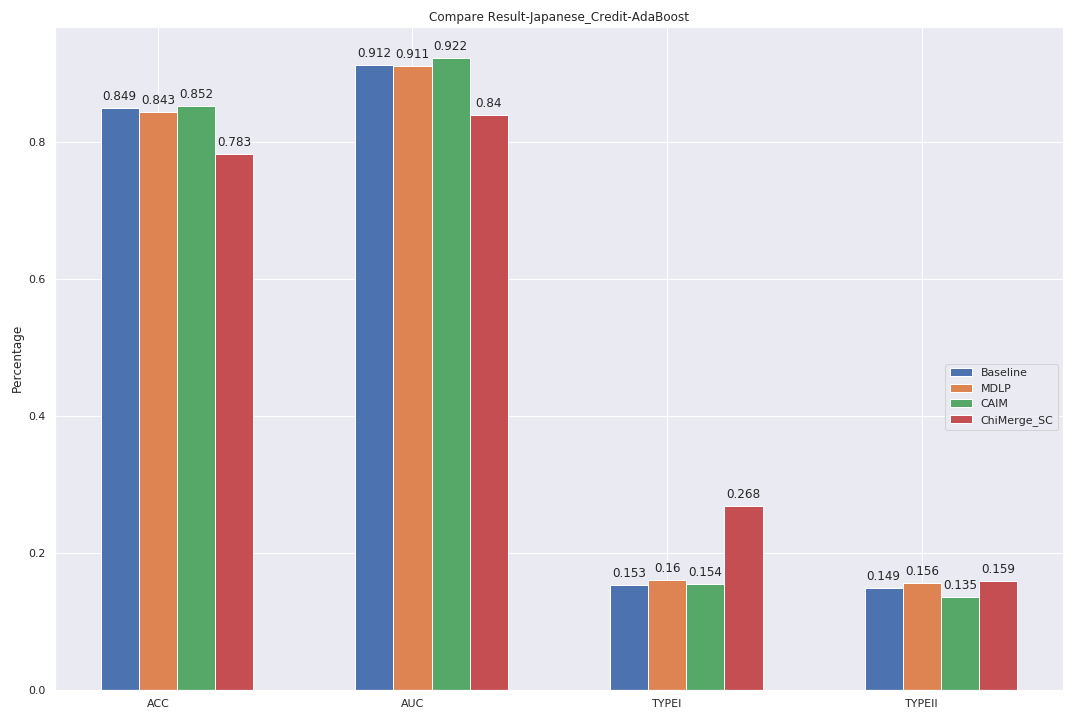 Compare Result-Japanese_Credit-AdaBoost
Percentage
0.8
0.6
0.4
0.2
0.0
0.849
0.843
0.852
0.783
0.912
0.911
0.922
0.84
0.153
0.16
0.154
0.268
0.149
0.156
0.135
0.159
Baseline
MDLP
CAIM
ChiMerge_SC
ACC
AUC
TYPEI
TYPEII